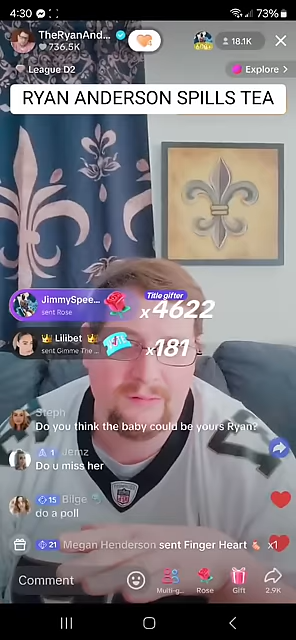 4:30
73%
TheRyanAnd...
736.5K
18.1K
League D2
Explore >
RYAN ANDERSON SPILLS TEA
Title gifter
JimmySpee...
sent Rose
x4622
Lilibet
sent Gimme The ...
x181
Steph
Do you think the baby could be yours Ryan?
1 Jemz
Do u miss her
15 Bilge
do a poll
21 Megan Henderson sent Finger Heart x1
NFL
Comment
Multi-g...
Rose
Gift
2.9K